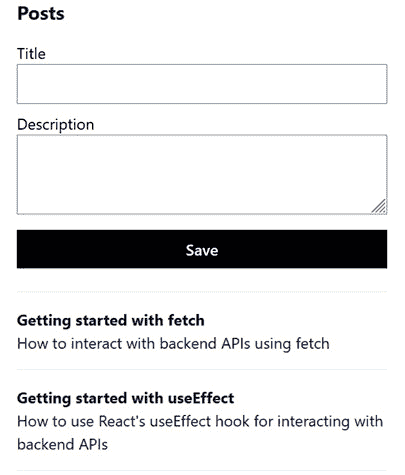 Posts
Title
Description
Save
Getting started with fetch
How to interact with backend APIs using fetch
Getting started with useEffect
How to use React's useEffect hook for interacting with
backend APIs